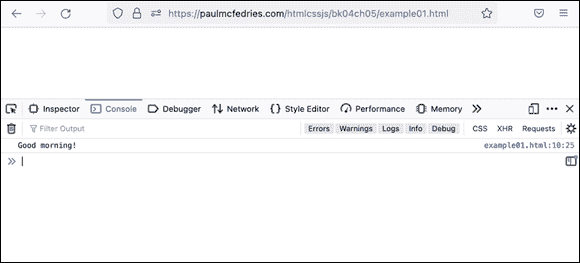 https://paulmcfedries.com/htmlcssjs/bk04ch05/example01.html
Inspector Console Debugger Network Style Editor Performance Memory
Filter Output Errors Warnings Logs Info Debug CSS XHR Requests
Good morning! example01.html:10:25